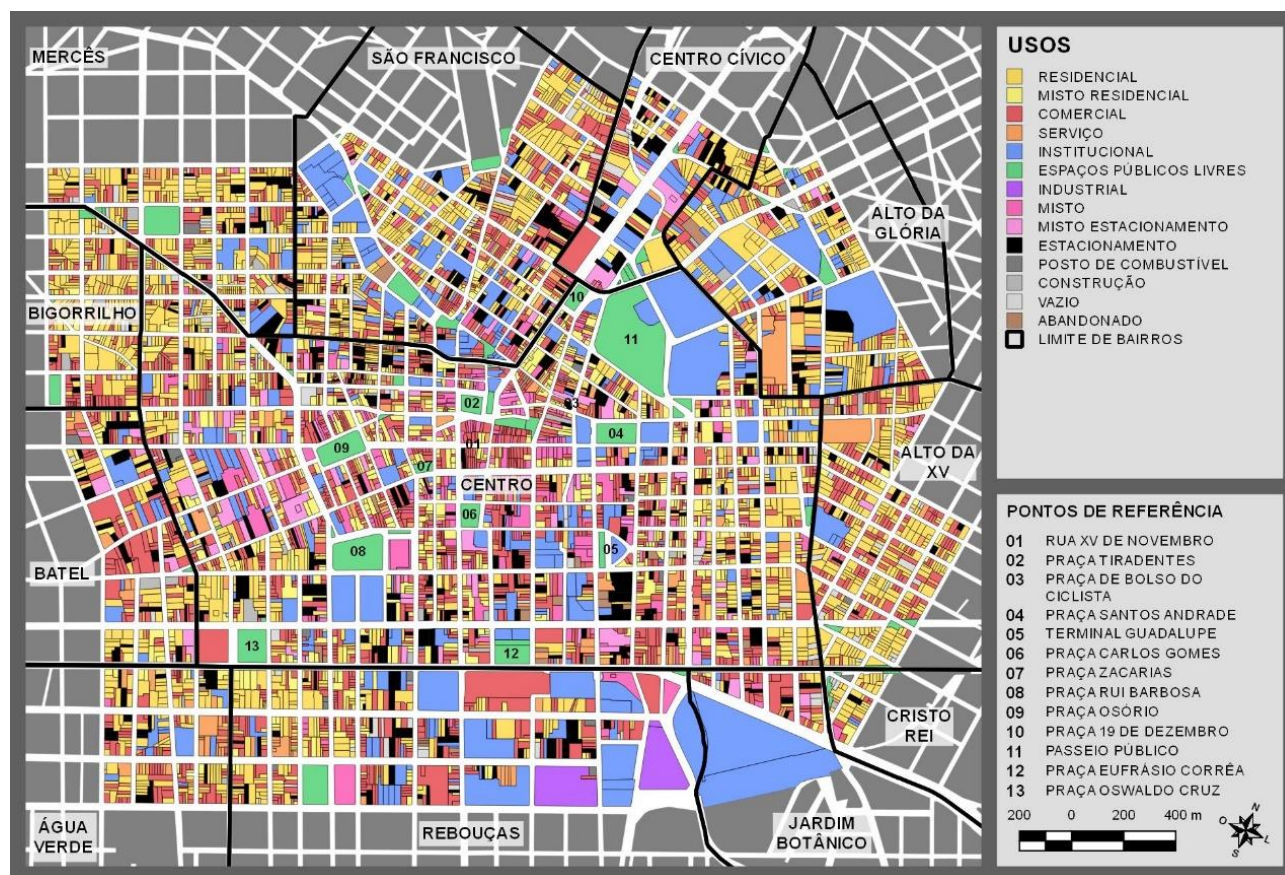 MERCÊS
SÃO FRANCISCO
CENTRO CÍVICO
ALTO DA
GLÓRIA
BIGORRILHO
10
11
02
03
04
01
09
07
CENTRO
ALTO DA
XV
06
05
08
BATEL
13
12
CRISTO
REI
ÁGUA
VERDE
REBOUÇAS
JARDIM
BOTÂNICO
USOS
RESIDENCIAL
MISTO RESIDENCIAL
COMERCIAL
SERVIÇO
INSTITUCIONAL
ESPAÇOS PÚBLICOS LIVRES
INDUSTRIAL
MISTO
MISTO ESTACIONAMENTO
ESTACIONAMENTO
POSTO DE COMBUSTÍVEL
CONSTRUÇÃO
VAZIO
ABANDONADO
LIMITE DE BAIRROS
PONTOS DE REFERÊNCIA
01 RUA XV DE NOVEMBRO
02 PRAÇA TIRADENTES
03 PRAÇA DE BOLSO DO
CICLISTA
04 PRAÇA SANTOS ANDRADE
05 TERMINAL GUADALUPE
06 PRAÇA CARLOS GOMES
07 PRAÇA ZACARIAS
08 PRAÇA RUI BARBOSA
09 PRAÇA OSÓRIO
10 PRAÇA 19 DE DEZEMBRO
11 PASSEIO PÚBLICO
12 PRAÇA EUFRÁSIO CORRÊA
13 PRAÇA OSWALDO CRUZ
200 0 200 400 m
N
O
L
S